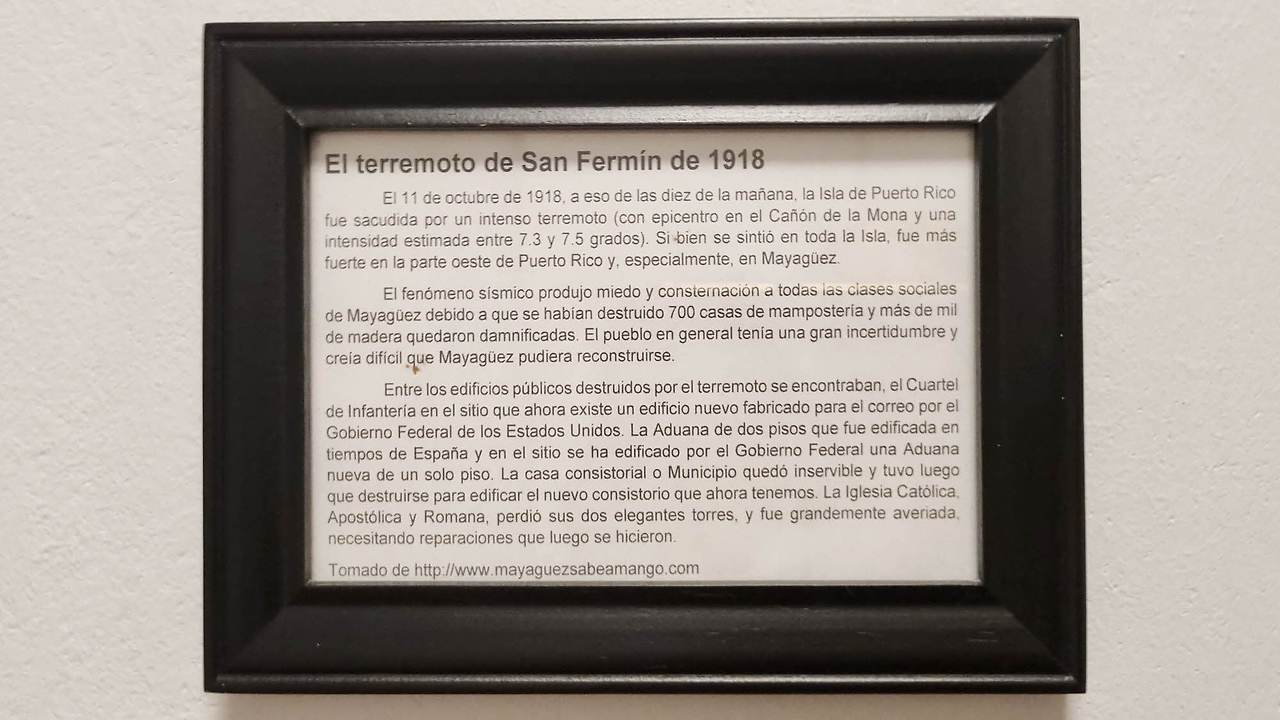 El terremoto de San Fermín de 1918
El 11 de octubre de 1918, a eso de las diez de la mañana, la Isla de Puerto Rico
fue sacudida por un intenso terremoto (con epicentro en el Cañón de la Mona y una
intensidad estimada entre 7.3 y 7.5 grados). Si bien se sintió en toda la Isla, fue más
fuerte en la parte oeste de Puerto Rico y, especialmente, en Mayagüez.
El fenómeno sísmico produjo miedo y consternación a todas las clases sociales
de Mayagüez debido a que se habían destruido 700 casas de mampostería y más de mil
de madera quedaron damnificadas. El pueblo en general tenía una gran incertidumbre y
creía difícil que Mayagüez pudiera reconstruirse.
Entre los edificios públicos destruidos por el terremoto se encontraban, el Cuartel
de Infantería en el sitio que ahora existe un edificio nuevo fabricado para el correo por el
Gobierno Federal de los Estados Unidos. La Aduana de dos pisos que fue edificada en
tiempos de España y en el sitio se ha edificado por el Gobierno Federal una Aduana
nueva de un solo piso. La casa consistorial o Municipio quedó inservible y tuvo luego
que destruirse para edificar el nuevo consistorio que ahora tenemos. La Iglesia Católica,
Apostólica y Romana, perdió sus dos elegantes torres, y fue grandemente averiada,
necesitando reparaciones que luego se hicieron.
Tomado de http://www.mayaguezsabeamango.com